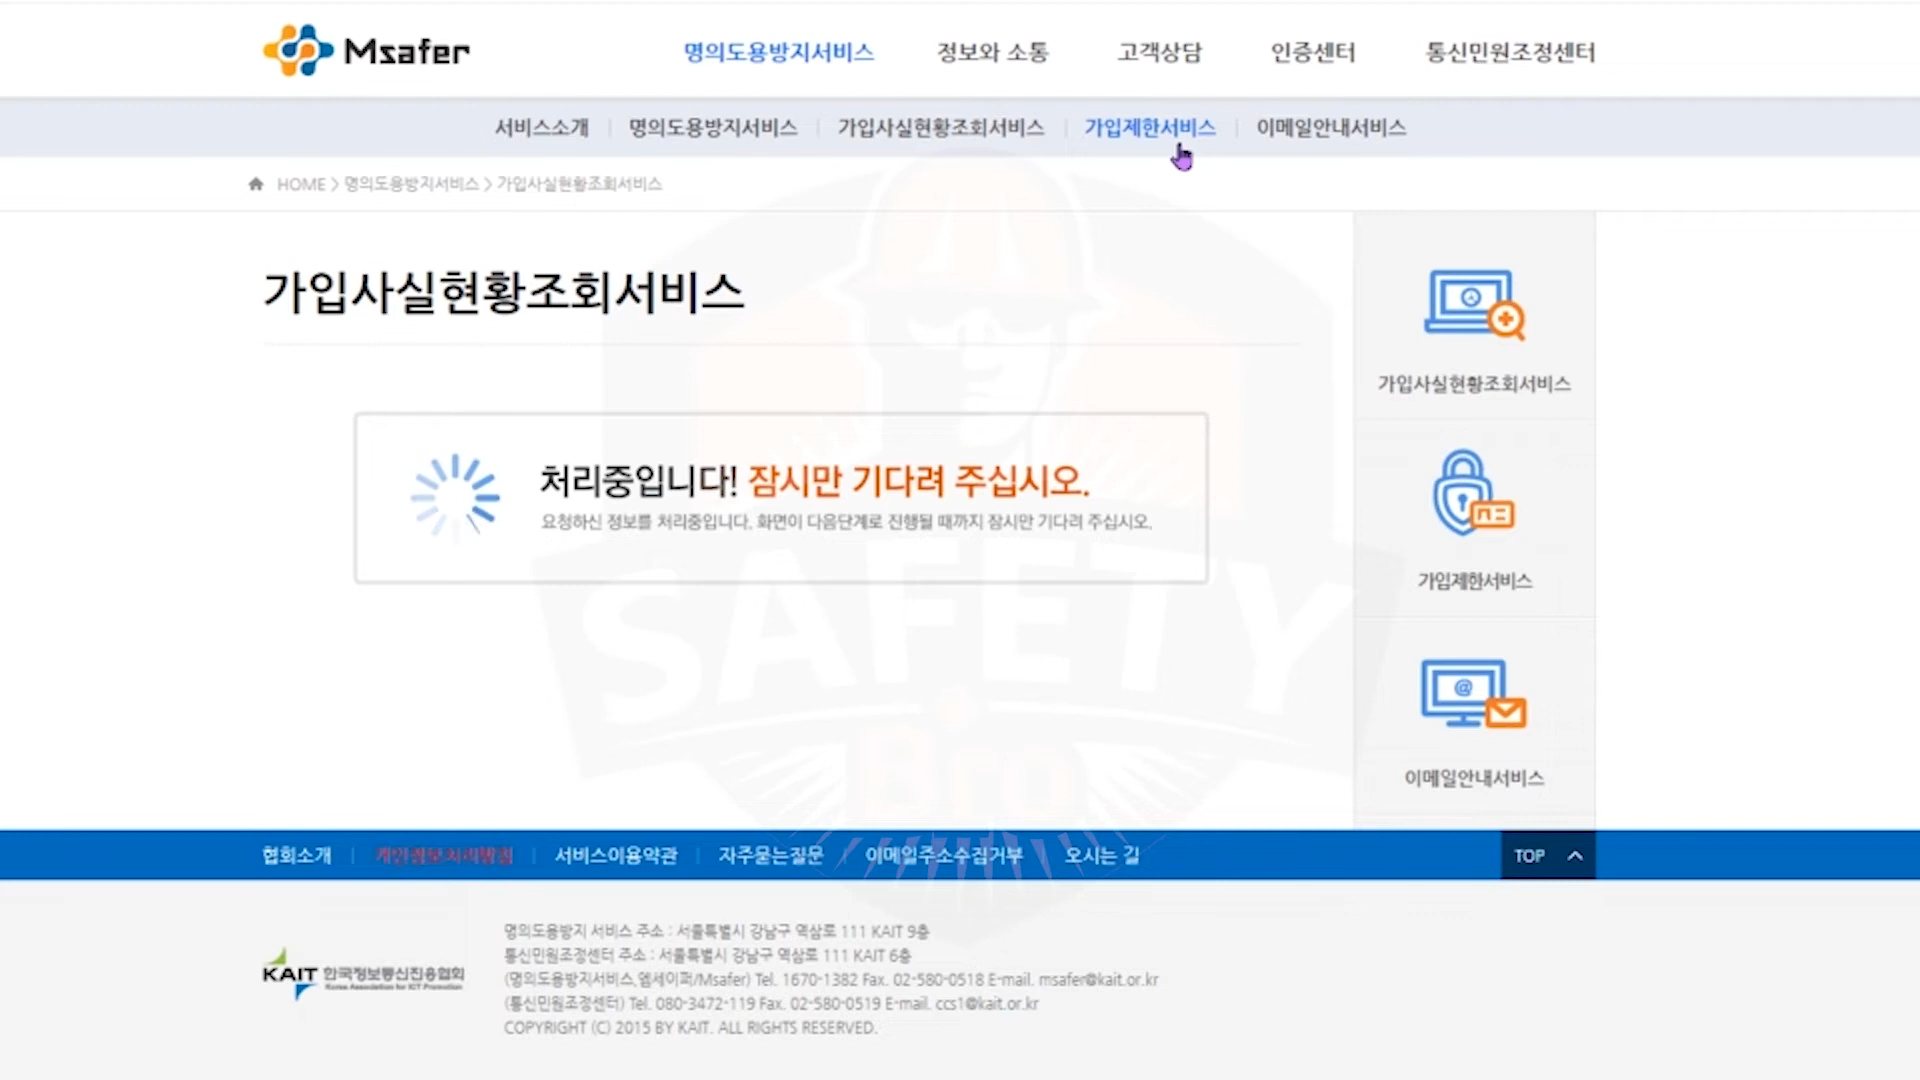 Msafer
명의도용방지서비스 정보와 소통 고객상담 인증센터 통신민원조정센터
서비스소개 명의도용방지서비스 가입사실현황조회서비스 가입제한서비스 이메일안내서비스
HOME > 명의도용방지서비스 > 가입사실현황조회서비스
가입사실현황조회서비스
처리중입니다! 잠시만 기다려 주십시오.
요청하신 정보를 처리중입니다. 화면이 다음단계로 진행될 때까지 잠시만 기다려 주십시오.
가입사실현황조회서비스
가입제한서비스
이메일안내서비스
SAFETY
Bro
협회소개 개인정보처리방침 서비스이용약관 자주묻는질문 이메일주소수집거부 오시는 길
TOP
KAIT 한국정보통신진흥협회
Korea Association for ICT Promotion
명의도용방지 서비스 주소 : 서울특별시 강남구 역삼로 111 KAIT 9층
통신민원조정센터 주소 : 서울특별시 강남구 역삼로 111 KAIT 6층
(명의도용방지서비스,엠세이퍼/Msafer) Tel. 1670-1382 Fax. 02-580-0518 E-mail. msafer@kait.or.kr
(통신민원조정센터) Tel. 080-3472-119 Fax. 02-580-0519 E-mail. ccs1@kait.or.kr
COPYRIGHT (C) 2015 BY KAIT. ALL RIGHTS RESERVED.